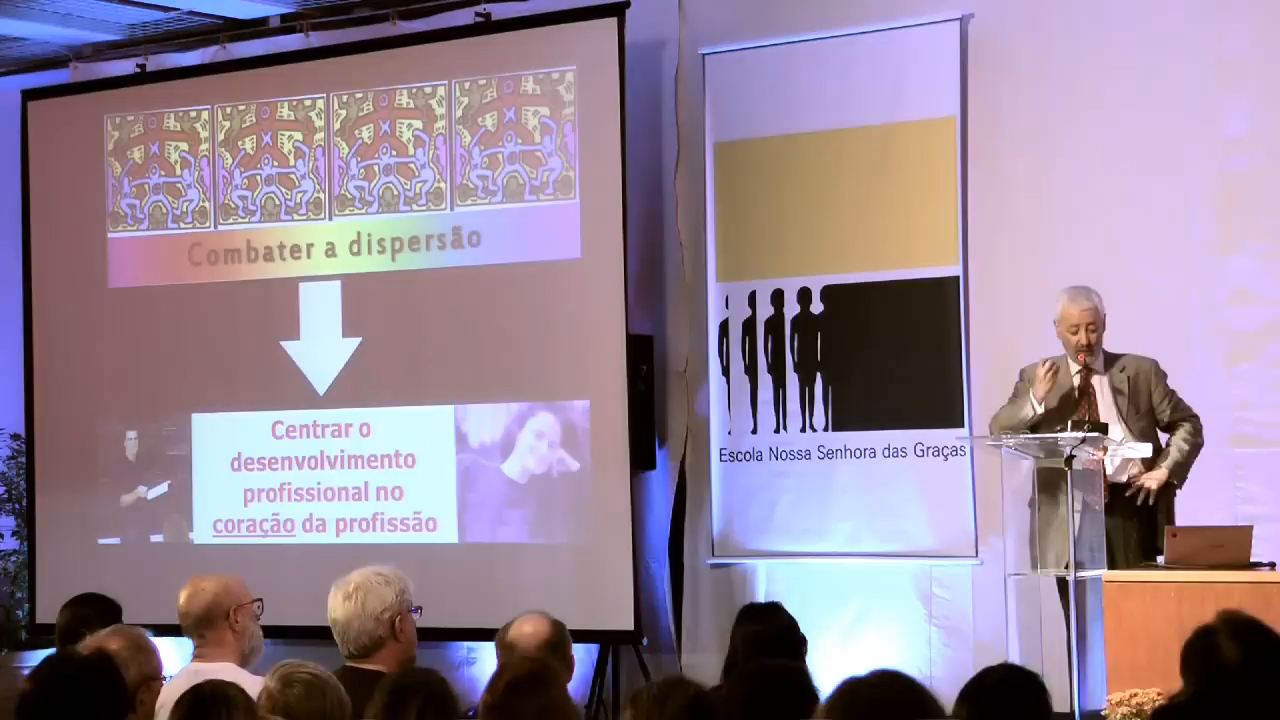 Combater a dispersão
Centrar o
desenvolvimento
profissional no
coração da profissão
Escola Nossa Senhora das Graças